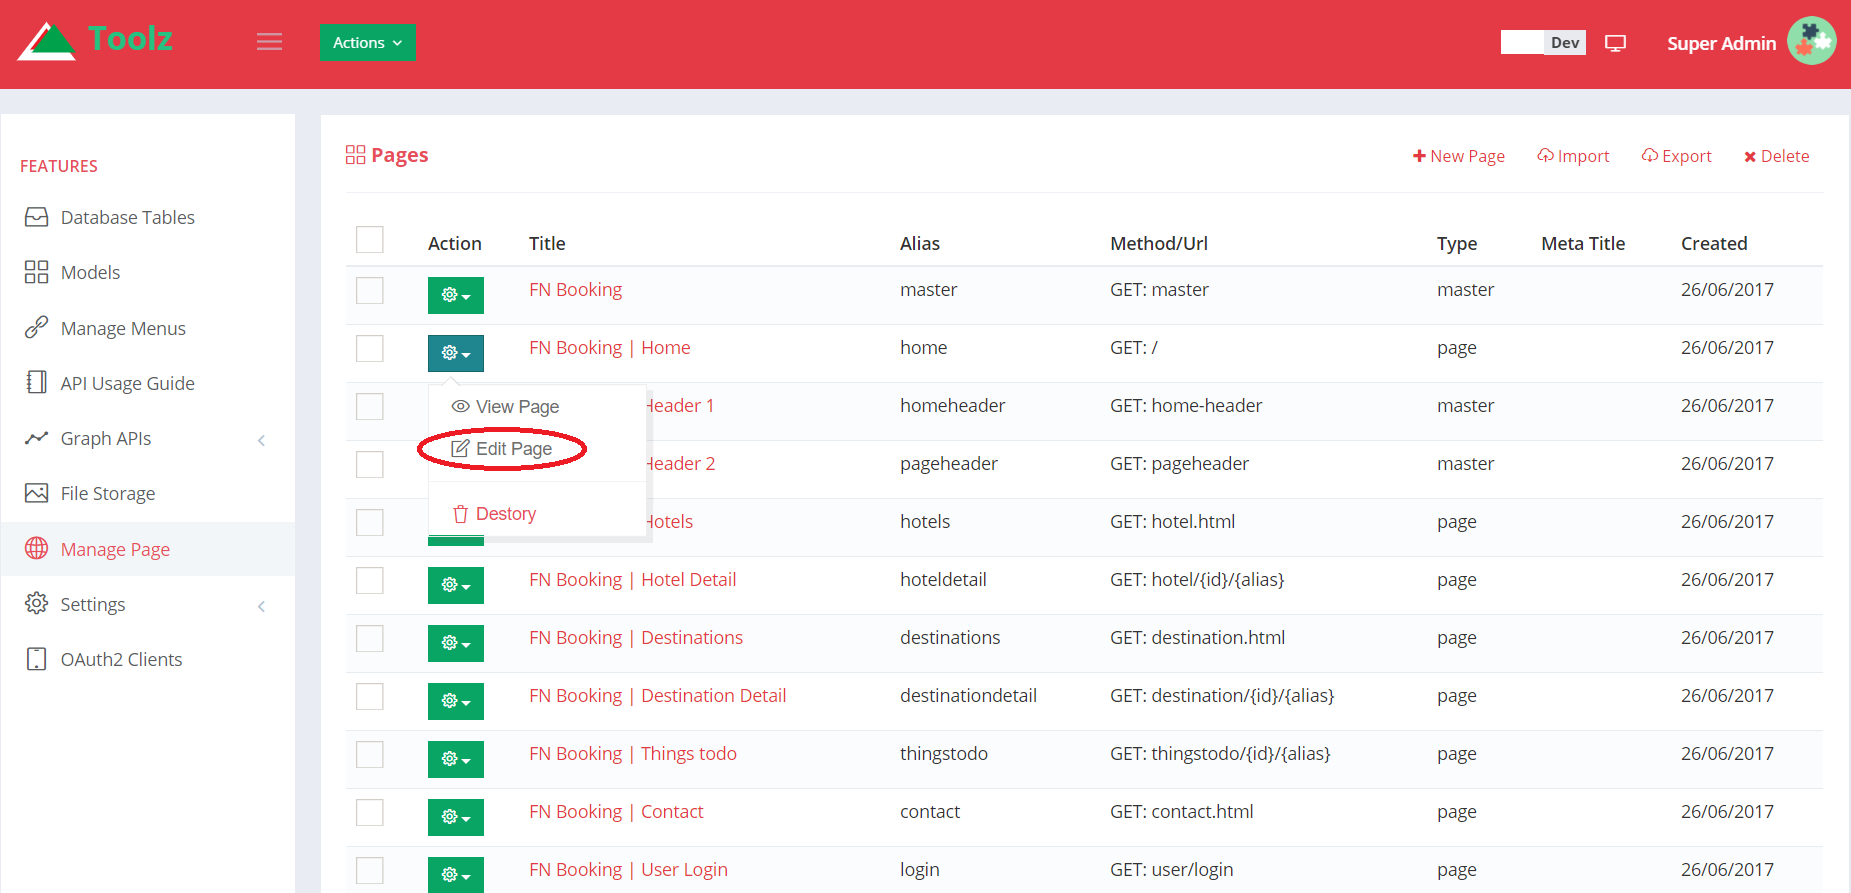 Toolz
Actions
Dev
Super Admin
FEATURES
Database Tables
Models
Manage Menus
API Usage Guide
Graph APIs
File Storage
Manage Page
Settings
OAuth2 Clients
Pages
New Page Import Export Delete
Action Title Alias Method/Url Type Meta Title Created
FN Booking master GET: master master 26/06/2017
FN Booking | Home home GET: / page 26/06/2017
View Page
Header 1 homeheader GET: home-header master 26/06/2017
Edit Page
Header 2 pageheader GET: pageheader master 26/06/2017
Destory
Hotels hotels GET: hotel.html page 26/06/2017
FN Booking | Hotel Detail hoteldetail GET: hotel/{id}/{alias} page 26/06/2017
FN Booking | Destinations destinations GET: destination.html page 26/06/2017
FN Booking | Destination Detail destinationdetail GET: destination/{id}/{alias} page 26/06/2017
FN Booking | Things todo thingstodo GET: thingstodo/{id}/{alias} page 26/06/2017
FN Booking | Contact contact GET: contact.html page 26/06/2017
FN Booking | User Login login GET: user/login page 26/06/2017